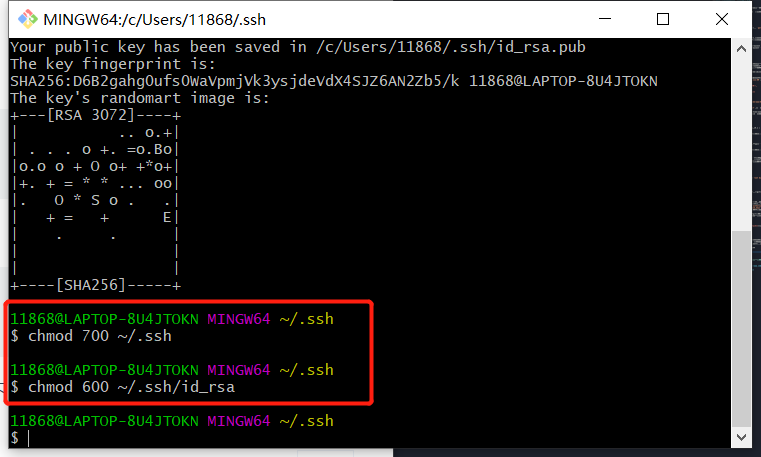 MINGW64:/c/Users/11868/.ssh
Your public key has been saved in /c/Users/11868/.ssh/id_rsa.pub
The key fingerprint is:
SHA256:D6B2gahgOufsOWaVpmjVk3ysjdeVdX4SJZ6AN2Zb5/k 11868@LAPTOP-8U4JTOKN
The key's randomart image is:
+---[RSA 3072]----+
|           .. o.+|
| . . . o +. =o.Bo|
|o.o o + O o+ +*o+|
|+. + = * * ... oo|
|.   O * S o .   .|
|   + =   +      E|
|    .     .      |
|                 |
|                 |
+----[SHA256]-----+
11868@LAPTOP-8U4JTOKN MINGW64 ~/.ssh
$ chmod 700 ~/.ssh
11868@LAPTOP-8U4JTOKN MINGW64 ~/.ssh
$ chmod 600 ~/.ssh/id_rsa
11868@LAPTOP-8U4JTOKN MINGW64 ~/.ssh
$